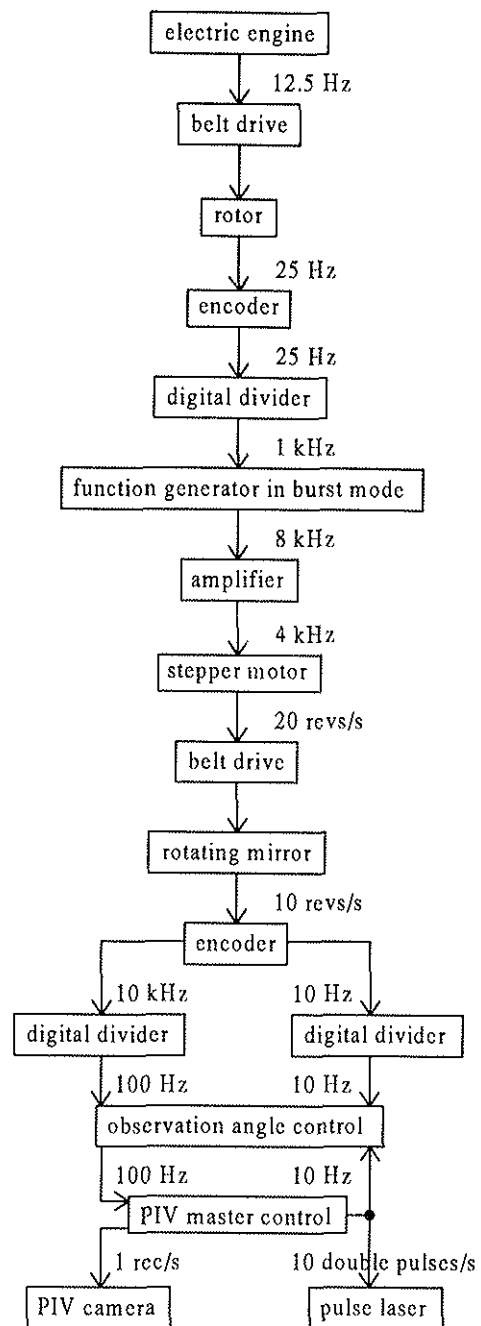 electric engine
12.5 Hz
belt drive
rotor
25 Hz
encoder
25 Hz
digital divider
1 kHz
function generator in burst mode
8 kHz
amplifier
4 kHz
stepper motor
20 revs/s
belt drive
rotating mirror
10 revs/s
encoder
10 kHz 10 Hz
digital divider digital divider
100 Hz 10 Hz
observation angle control
100 Hz 10 Hz
PIV master control
1 rec/s 10 double pulses/s
PIV camera pulse laser